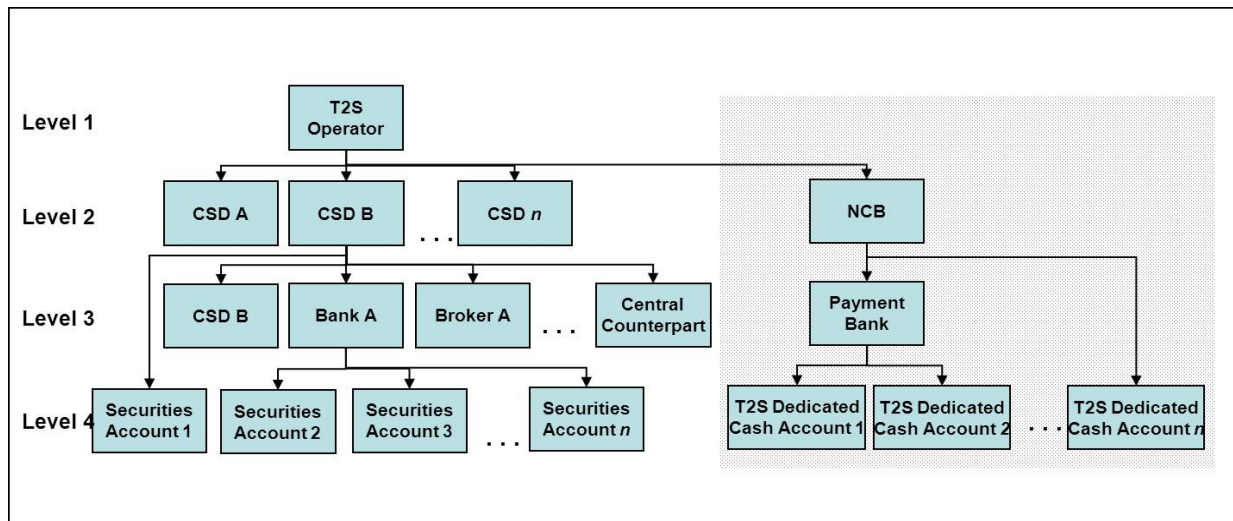 Level 1
T2S
Operator
Level 2
CSD A
CSD B
. . .
CSD n
NCB
Level 3
CSD B
Bank A
Broker A
. . .
Central
Counterpart
Payment
Bank
Level 4
Securities
Account 1
Securities
Account 2
Securities
Account 3
. . .
Securities
Account n
T2S Dedicated
Cash Account 1
T2S Dedicated
Cash Account 2
. . .
T2S Dedicated
Cash Account n